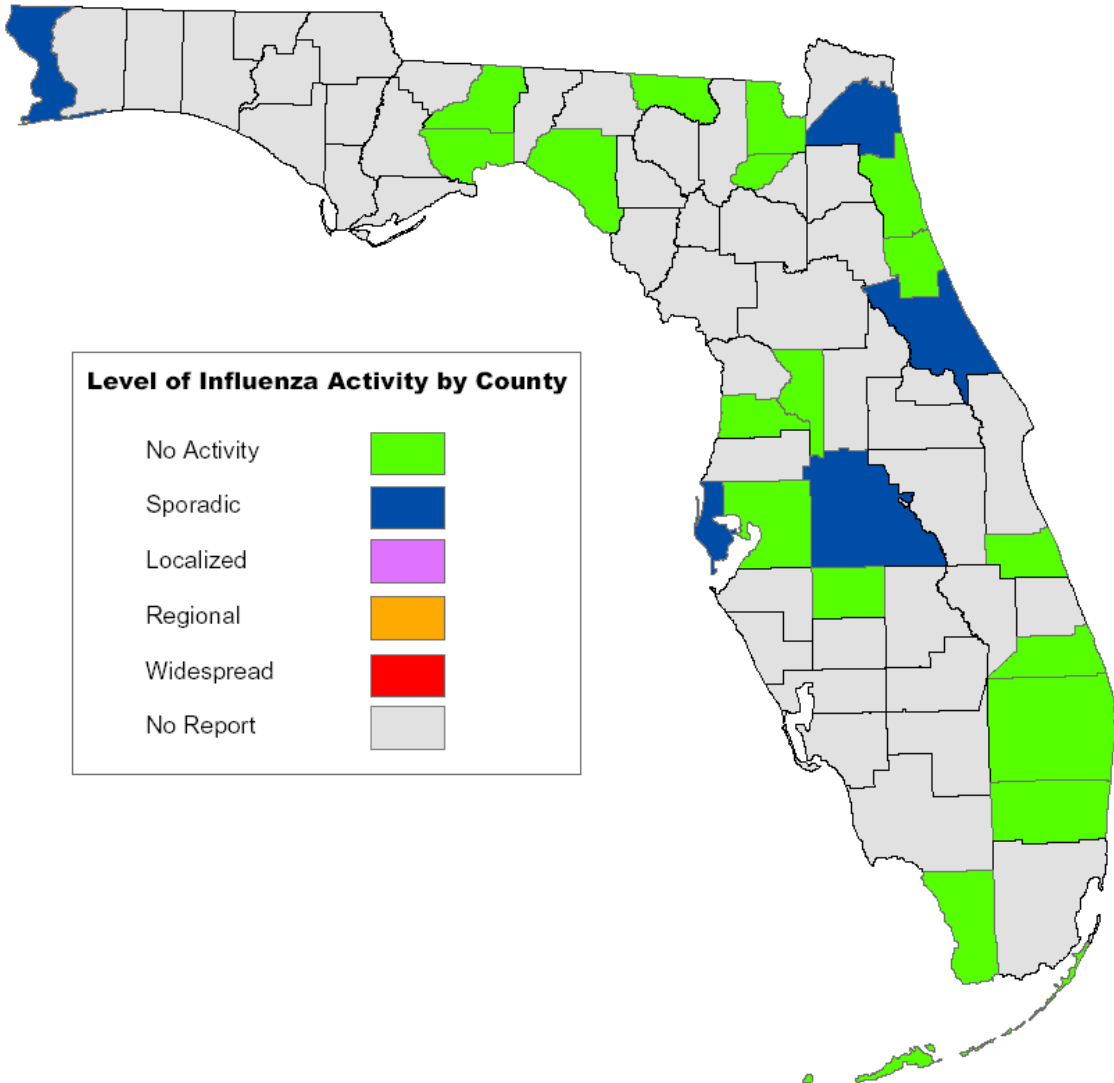 Level of Influenza Activity by County
No Activity
Sporadic
Localized
Regional
Widespread
No Report